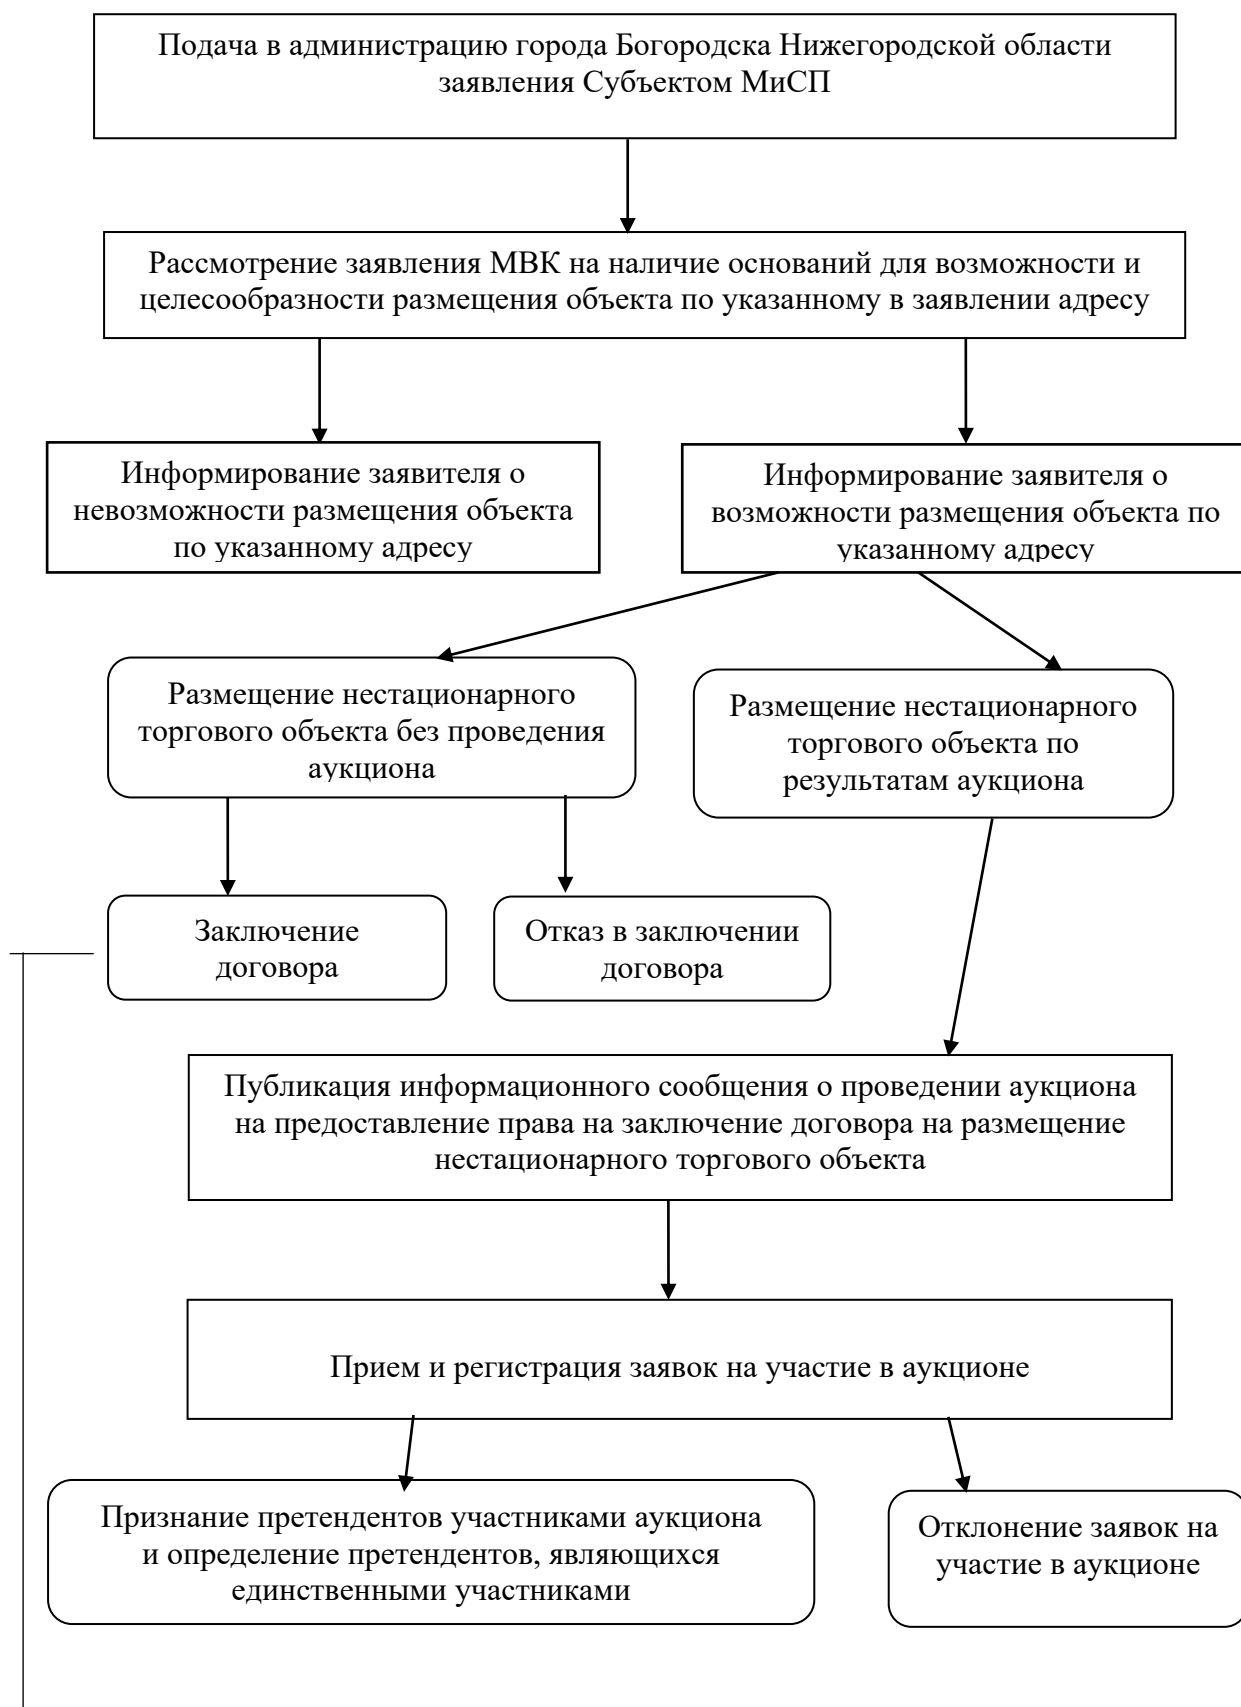 Подача в администрацию города Богородска Нижегородской области
заявления Субъектом МиСП
Рассмотрение заявления МВК на наличие оснований для возможности и
целесообразности размещения объекта по указанному в заявлении адресу
Информирование заявителя о
невозможности размещения объекта
по указанному адресу
Информирование заявителя о
возможности размещения объекта по
указанному адресу
Размещение нестационарного
торгового объекта без проведения
аукциона
Размещение нестационарного
торгового объекта по
результатам аукциона
Заключение
договора
Отказ в заключении
договора
Публикация информационного сообщения о проведении аукциона
на предоставление права на заключение договора на размещение
нестационарного торгового объекта
Прием и регистрация заявок на участие в аукционе
Признание претендентов участниками аукциона
и определение претендентов, являющихся
единственными участниками
Отклонение заявок на
участие в аукционе